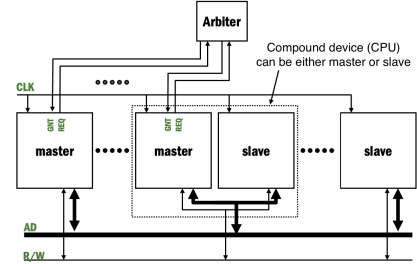 Arbiter
Compound device (CPU)
can be either master or slave
CLK
GNT
REQ
GNT
REQ
master
master
slave
slave
AD
R/W